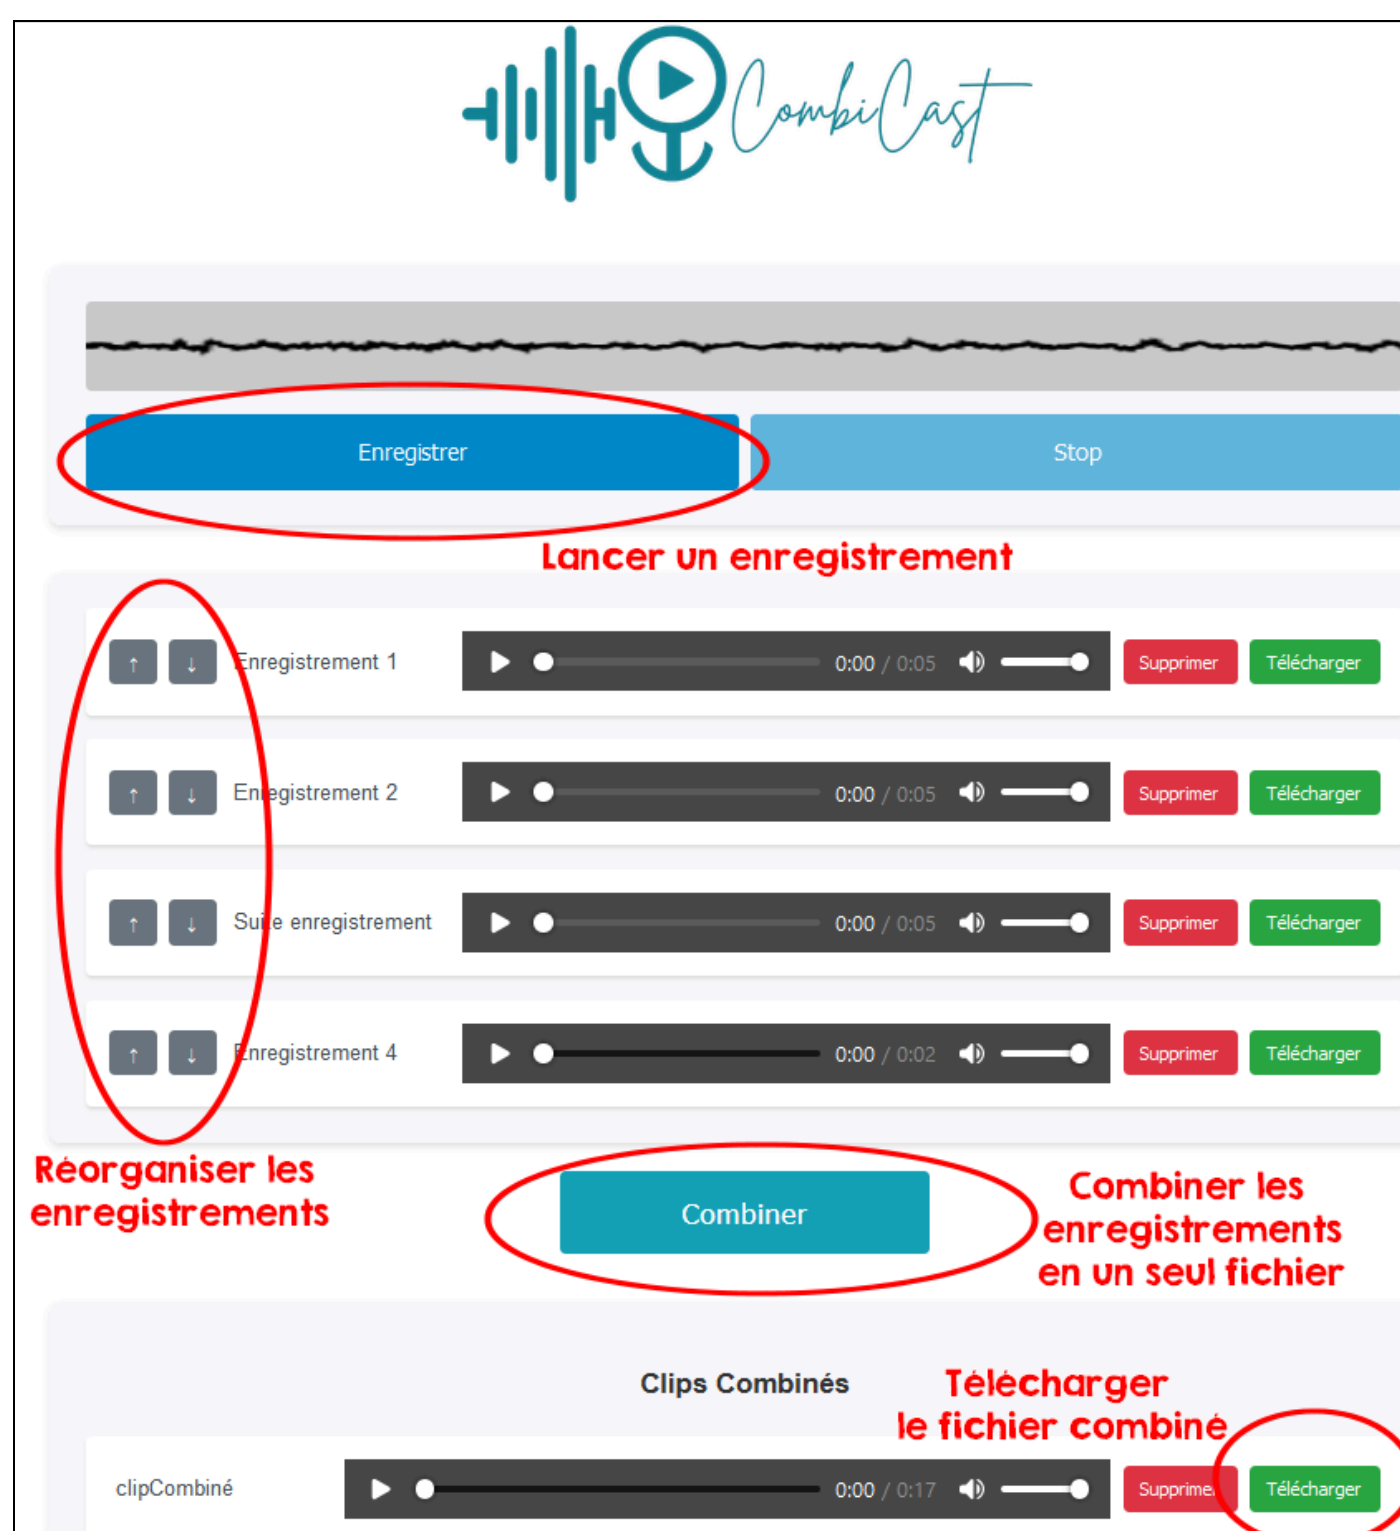 CombiCast
Enregistrer
Stop
Lancer un enregistrement
↑ ↓ Enregistrement 1 0:00 / 0:05 Supprimer Télécharger
↑ ↓ Enregistrement 2 0:00 / 0:05 Supprimer Télécharger
↑ ↓ Suite enregistrement 0:00 / 0:05 Supprimer Télécharger
↑ ↓ Enregistrement 4 0:00 / 0:02 Supprimer Télécharger
Réorganiser les
enregistrements
Combiner
Combiner les
enregistrements
en un seul fichier
Clips Combinés
Télécharger
le fichier combiné
clipCombiné 0:00 / 0:17 Supprimer Télécharger